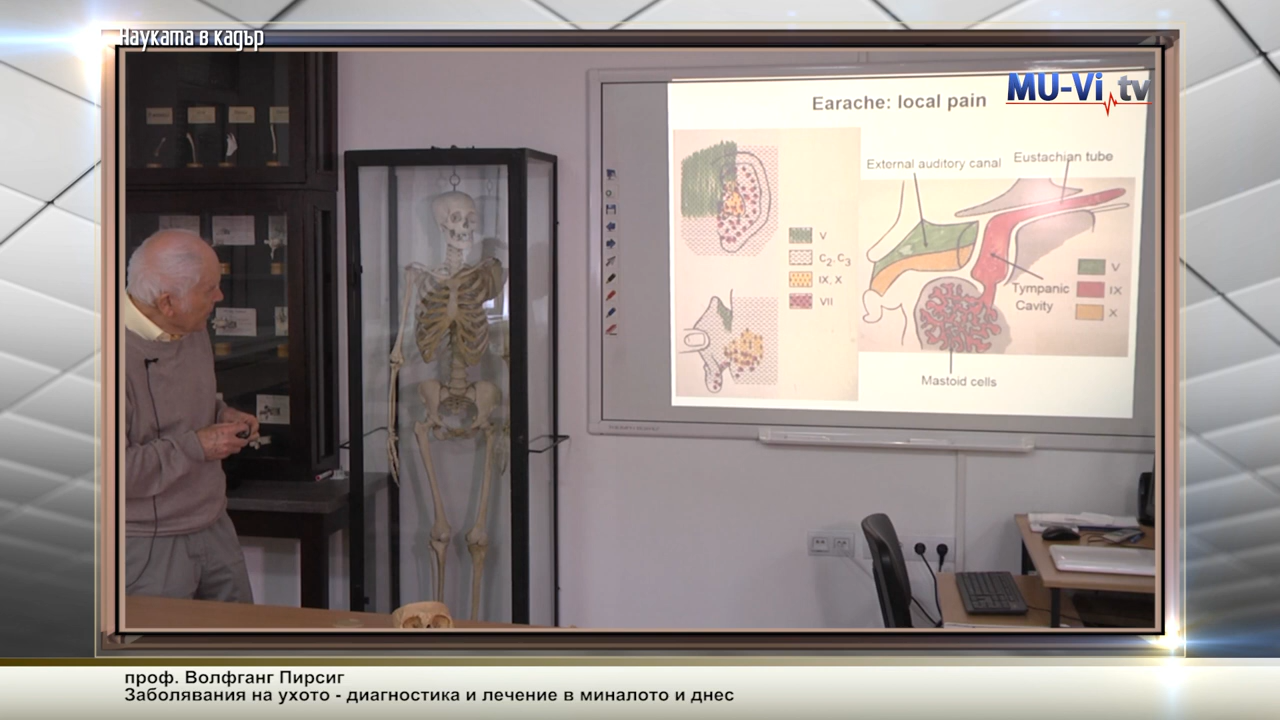 Науката в кадър
MU-Vi.tv
Earache: local pain
External auditory canal
Eustachian tube
V
C2, C3
IX, X
VII
Tympanic
Cavity
V
IX
X
Mastoid cells
проф. Волфганг Пирсиг
Заболявания на ухото - диагностика и лечение в миналото и днес